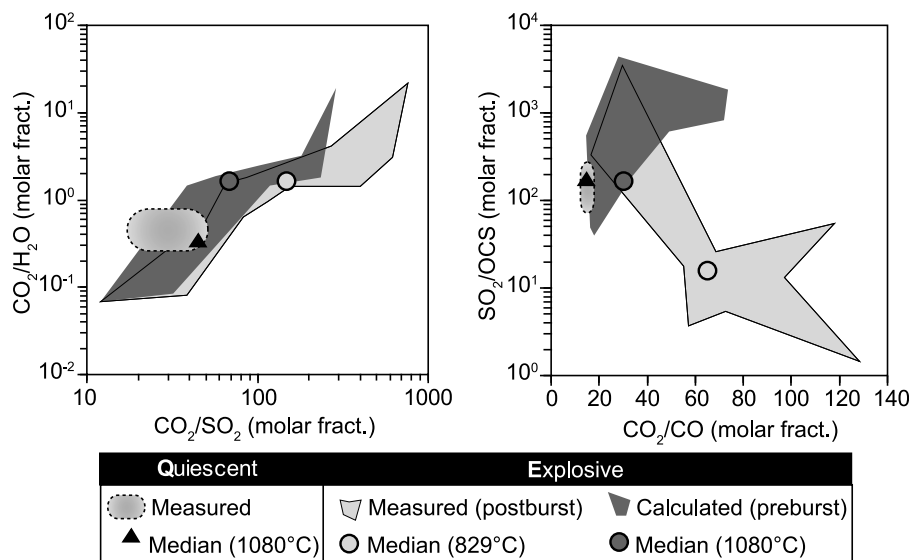 10²
10¹
10⁰
10⁻¹
10⁻²
CO₂/H₂O (molar fract.)
10 100 1000
CO₂/SO₂ (molar fract.)
10⁴
10³
10²
10¹
10⁰
SO₂/OCS (molar fract.)
0 20 40 60 80 100 120 140
CO₂/CO (molar fract.)
Quiescent Explosive
Measured Measured (postburst) Calculated (preburst)
Median (1080°C) Median (829°C) Median (1080°C)